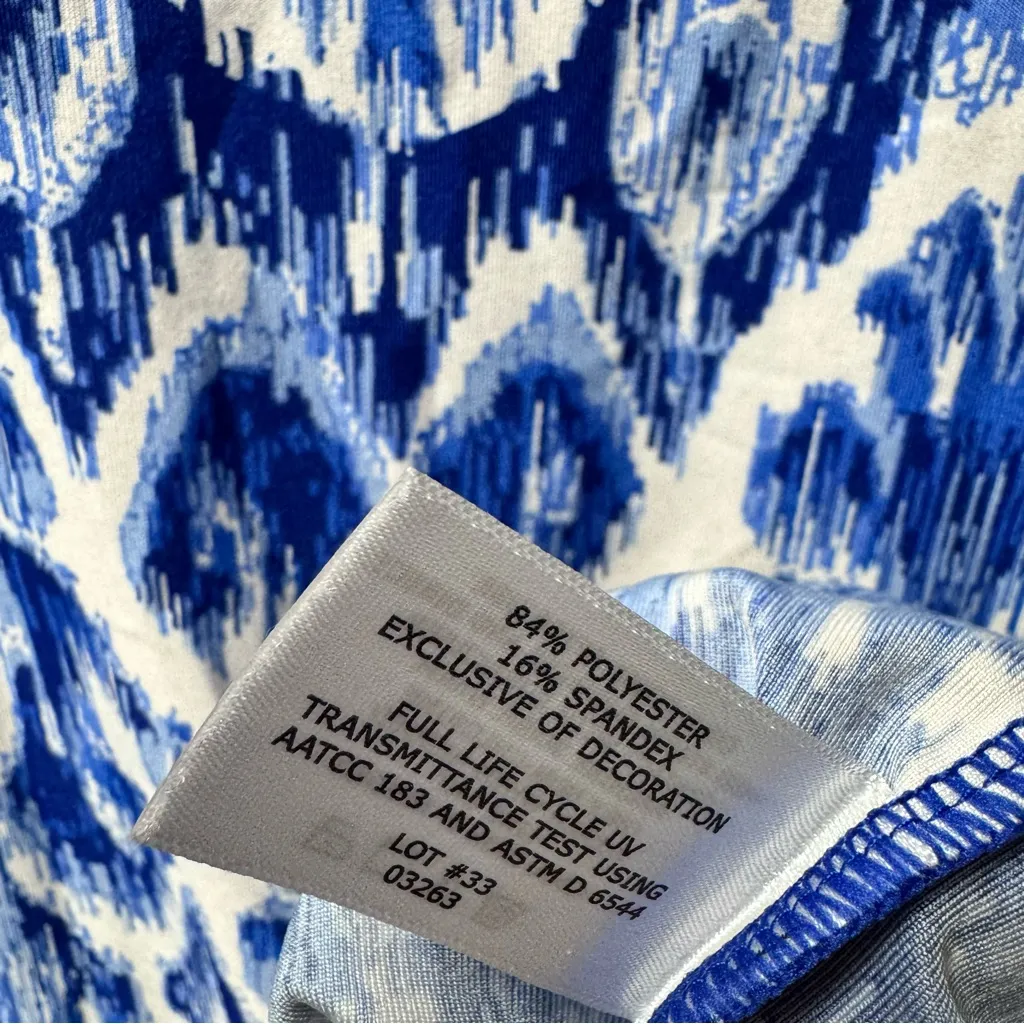 84% POLYESTER
16% SPANDEX
EXCLUSIVE OF DECORATION
FULL LIFE CYCLE UV
TRANSMITTANCE TEST USING
AATCC 183 AND ASTM D 6544
LOT #33
03263